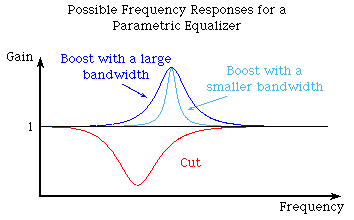 Possible Frequency Responses for a
Parametric Equalizer
Gain
Boost with a large
bandwidth
Boost with a
smaller bandwidth
1
Cut
Frequency